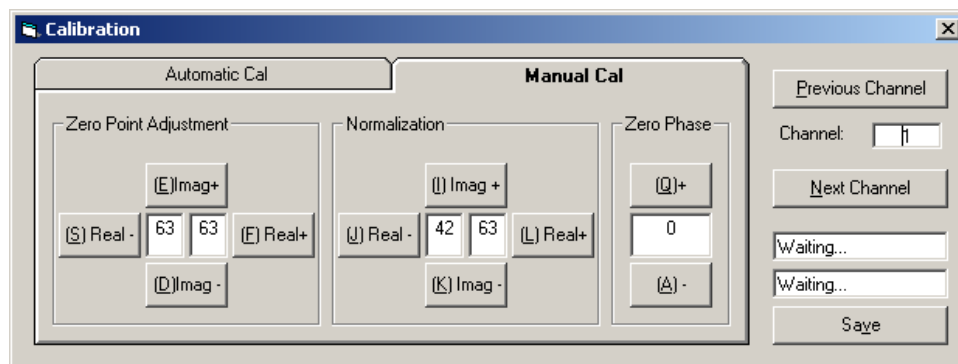 Calibration
Automatic Cal
Manual Cal
Zero Point Adjustment
(E)Imag+
(S) Real -
63
63
(F) Real+
(D)Imag -
Normalization
(I) Imag +
(J) Real -
42
63
(L) Real+
(K) Imag -
Zero Phase
(Q)+
0
(A) -
Previous Channel
Channel:
1
Next Channel
Waiting...
Waiting...
Save